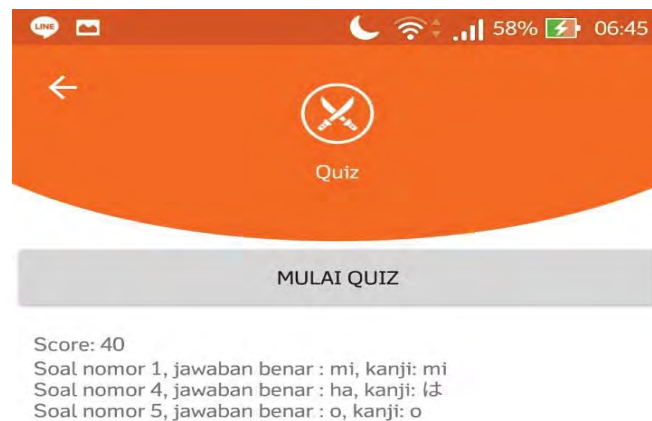 LINE
58% 06:45
Quiz
MULAI QUIZ
Score: 40
Soal nomor 1, jawaban benar : mi, kanji: mi
Soal nomor 4, jawaban benar : ha, kanji: は
Soal nomor 5, jawaban benar : o, kanji: o